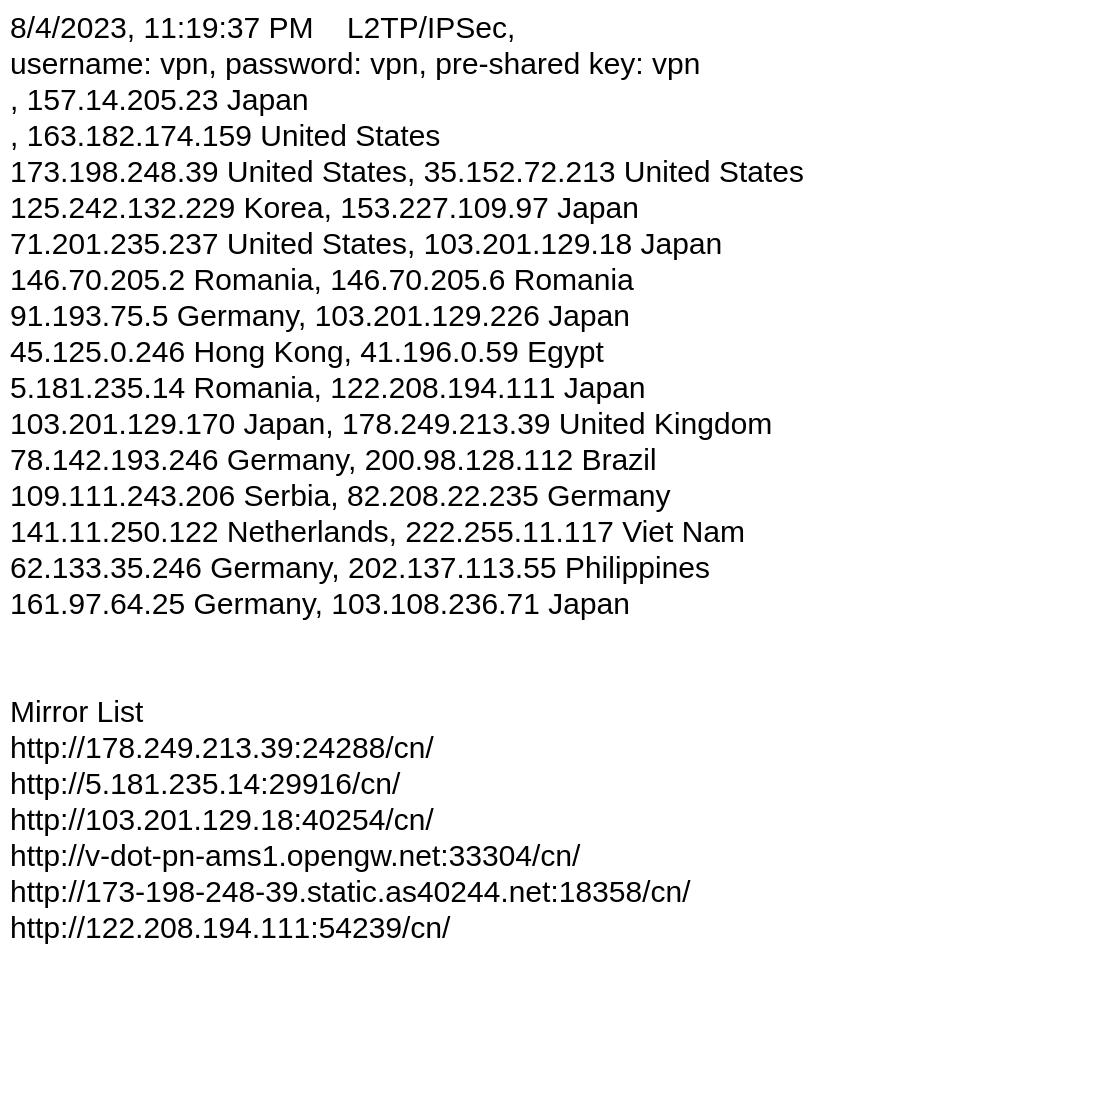 8/4/2023, 11:19:37 PM    L2TP/IPSec,
username: vpn, password: vpn, pre-shared key: vpn
, 157.14.205.23 Japan
, 163.182.174.159 United States
173.198.248.39 United States, 35.152.72.213 United States
125.242.132.229 Korea, 153.227.109.97 Japan
71.201.235.237 United States, 103.201.129.18 Japan
146.70.205.2 Romania, 146.70.205.6 Romania
91.193.75.5 Germany, 103.201.129.226 Japan
45.125.0.246 Hong Kong, 41.196.0.59 Egypt
5.181.235.14 Romania, 122.208.194.111 Japan
103.201.129.170 Japan, 178.249.213.39 United Kingdom
78.142.193.246 Germany, 200.98.128.112 Brazil
109.111.243.206 Serbia, 82.208.22.235 Germany
141.11.250.122 Netherlands, 222.255.11.117 Viet Nam
62.133.35.246 Germany, 202.137.113.55 Philippines
161.97.64.25 Germany, 103.108.236.71 Japan
Mirror List
http://178.249.213.39:24288/cn/
http://5.181.235.14:29916/cn/
http://103.201.129.18:40254/cn/
http://v-dot-pn-ams1.opengw.net:33304/cn/
http://173-198-248-39.static.as40244.net:18358/cn/
http://122.208.194.111:54239/cn/